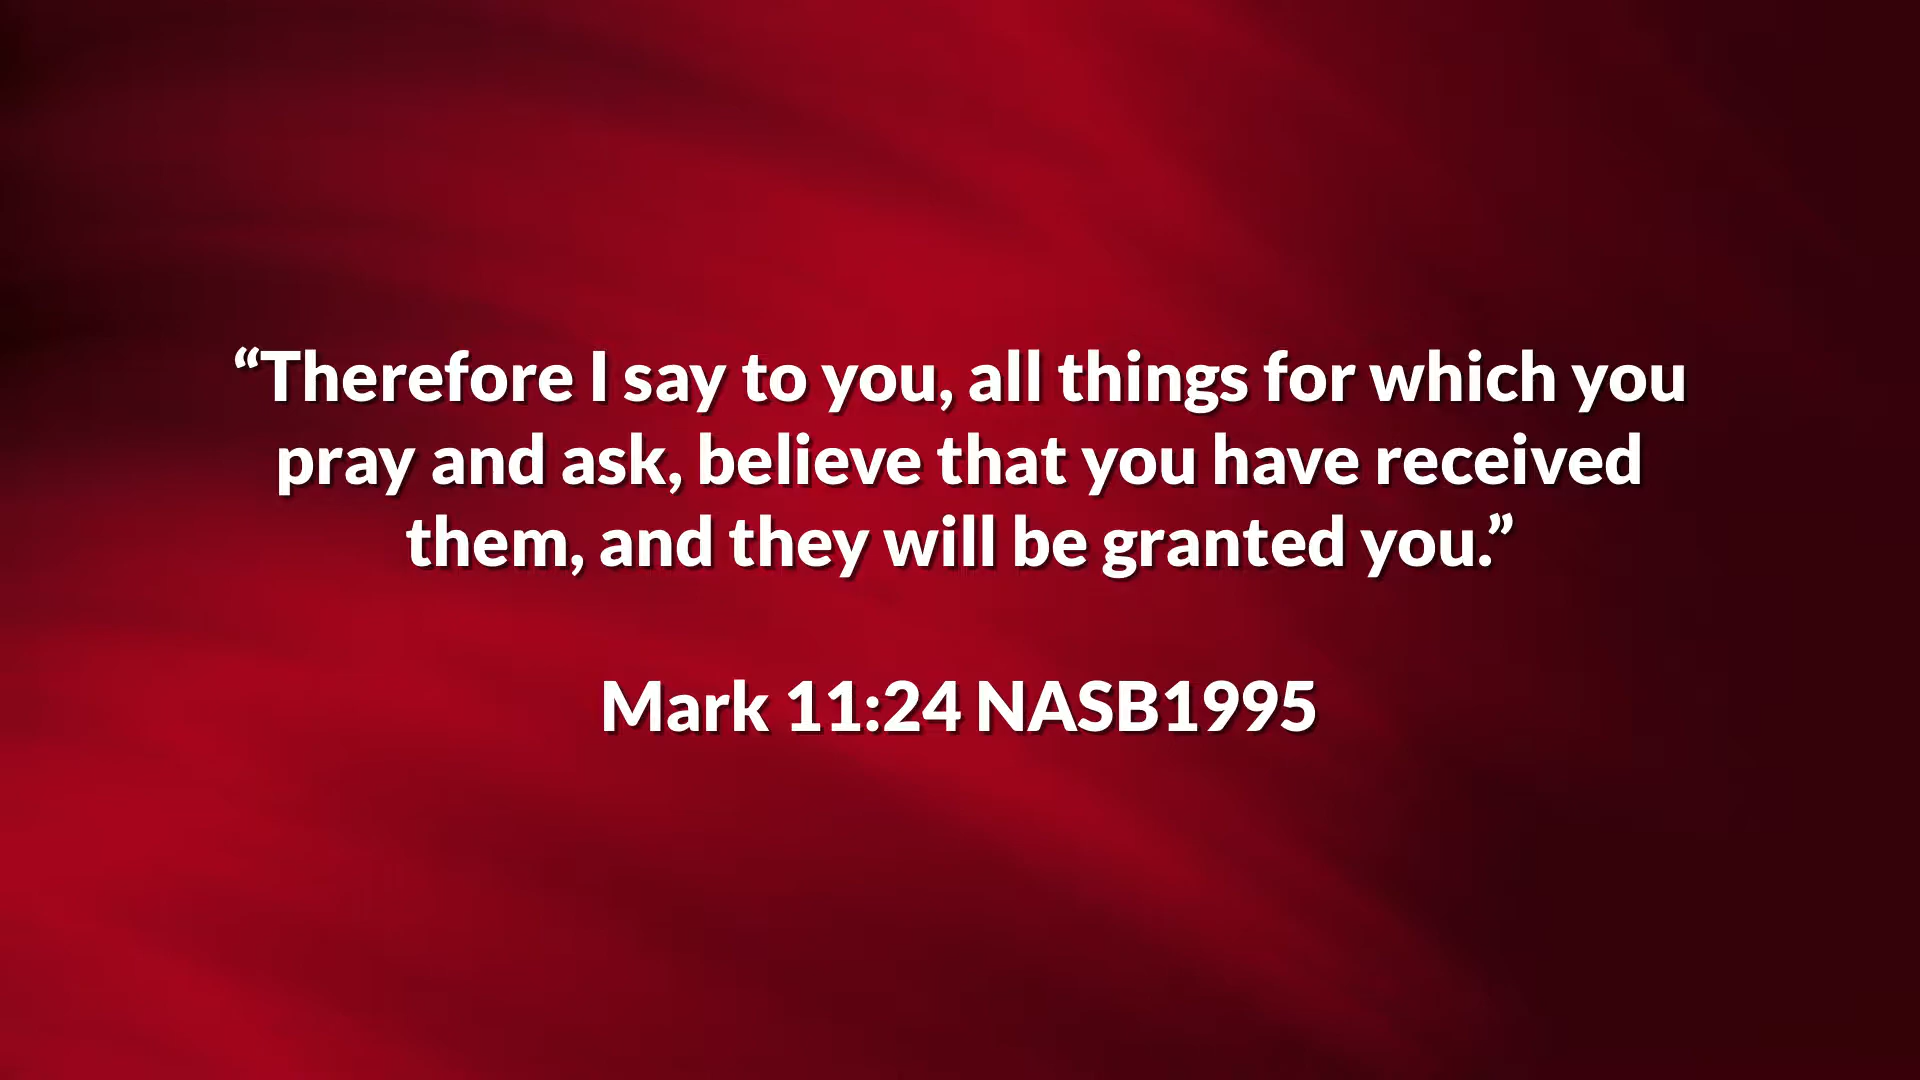 “Therefore I say to you, all things for which you
pray and ask, believe that you have received
them, and they will be granted you.”
Mark 11:24 NASB1995